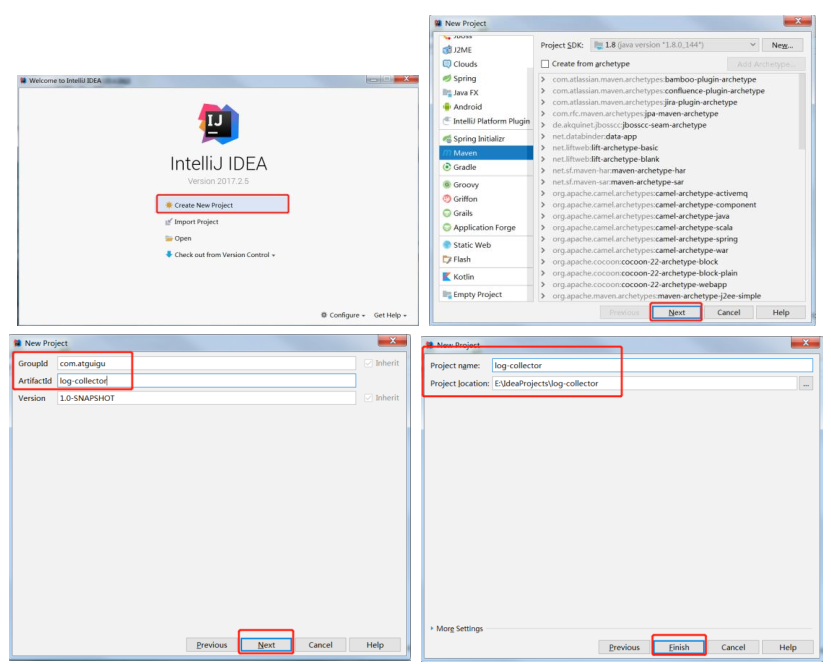 Welcome to IntelliJ IDEA
IJ
IntelliJ IDEA
Version 2017.2.5
Create New Project
Import Project
Open
Check out from Version Control
Configure
Get Help
New Project
J2ME
Clouds
Spring
Java FX
Android
IntelliJ Platform Plugin
Spring Initializr
Maven
Gradle
Groovy
Griffon
Grails
Application Forge
Static Web
Flash
Kotlin
Empty Project
Project SDK: 1.8 (java version "1.8.0_144") New...
Create from archetype Add Archetype...
com.atlassian.maven.archetypes:bamboo-plugin-archetype
com.atlassian.maven.archetypes:confluence-plugin-archetype
com.atlassian.maven.archetypes:jira-plugin-archetype
com.rfc.maven.archetypes:jpa-maven-archetype
de.akquinet.jbosscc:jbosscc-seam-archetype
net.databinder:data-app
net.liftweb:lift-archetype-basic
net.liftweb:lift-archetype-blank
net.sf.maven-har:maven-archetype-har
net.sf.maven-sar:maven-archetype-sar
org.apache.camel.archetypes:camel-archetype-activemq
org.apache.camel.archetypes:camel-archetype-component
org.apache.camel.archetypes:camel-archetype-java
org.apache.camel.archetypes:camel-archetype-scala
org.apache.camel.archetypes:camel-archetype-spring
org.apache.camel.archetypes:camel-archetype-war
org.apache.cocoon:cocoon-22-archetype-block
org.apache.cocoon:cocoon-22-archetype-block-plain
org.apache.cocoon:cocoon-22-archetype-webapp
org.apache.maven.archetypes:maven-archetype-j2ee-simple
Previous Next Cancel Help
New Project
GroupId com.atguigu Inherit
ArtifactId log-collector
Version 1.0-SNAPSHOT Inherit
Previous Next Cancel Help
New Project
Project name: log-collector
Project location: E:\IdeaProjects\log-collector ...
More Settings
Previous Finish Cancel Help